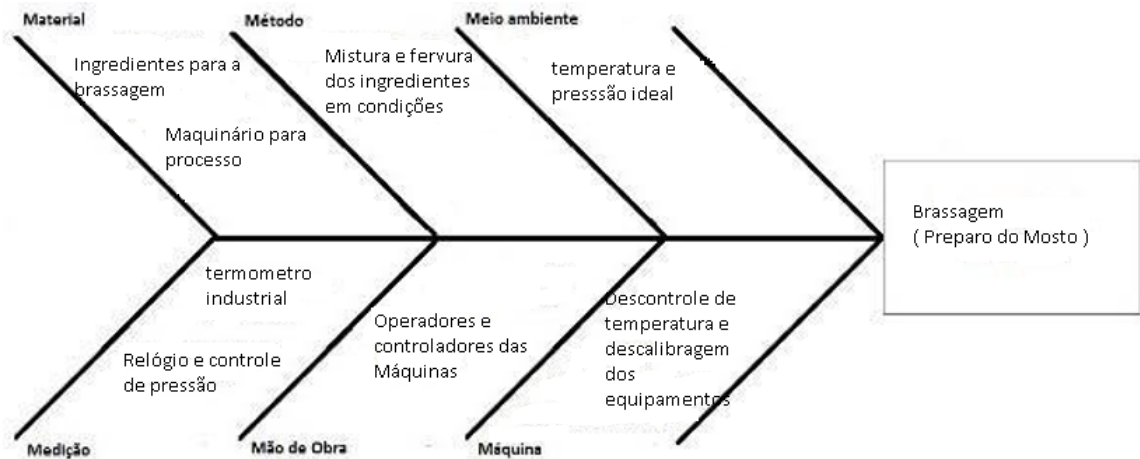 Material
Método
Meio ambiente
Ingredientes para a
brassagem
Maquinário para
processo
Mistura e fervura
dos ingredientes
em condições
temperatura e
presssão ideal
Brassagem
( Preparo do Mosto )
termometro
industrial
Relógio e controle
de pressão
Operadores e
controladores das
Máquinas
Descontrole de
temperatura e
descalibragem
dos
equipamentos
Medição
Mão de Obra
Máquina